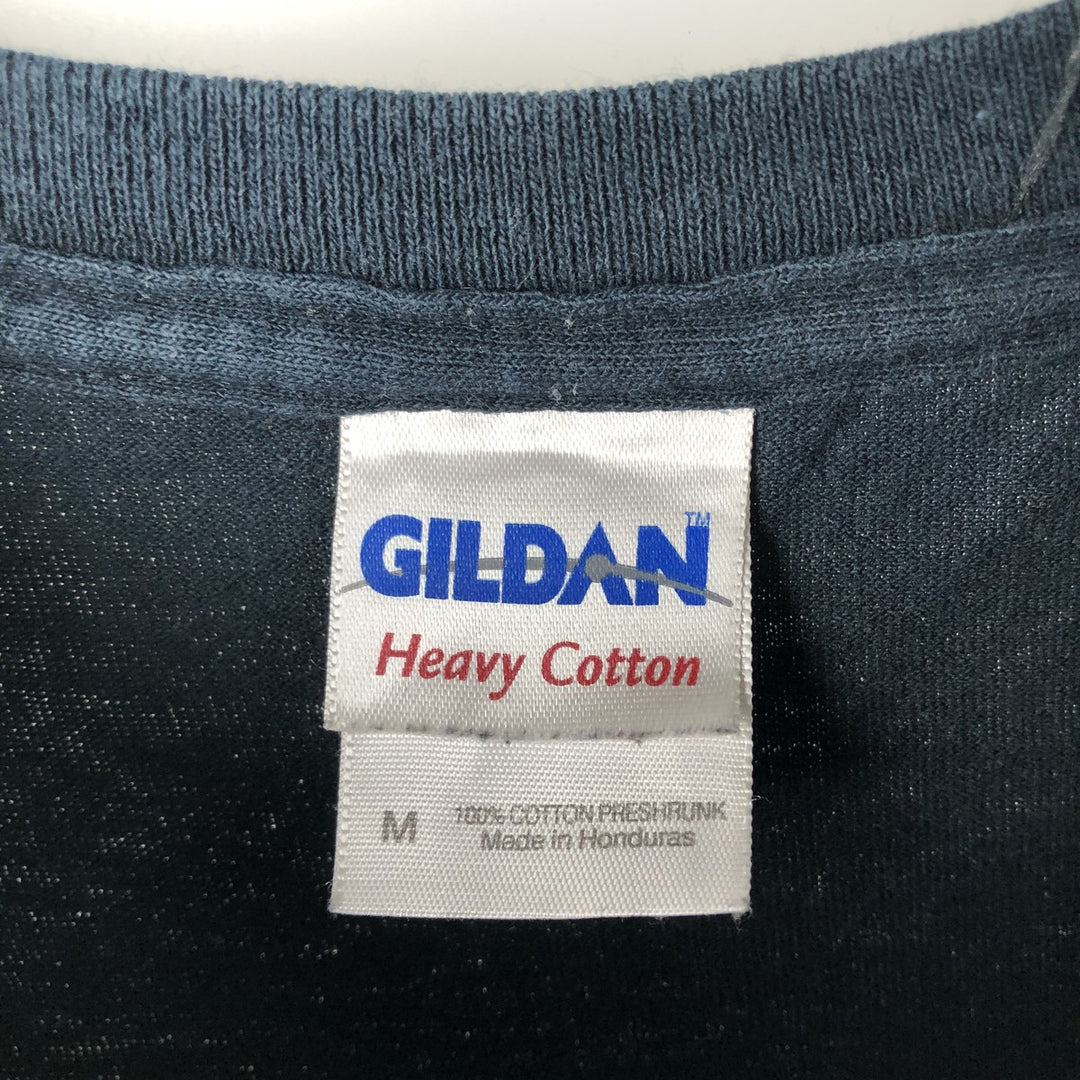 GILDAN™
Heavy Cotton
M 100% COTTON PRESHRUNK
Made in Honduras